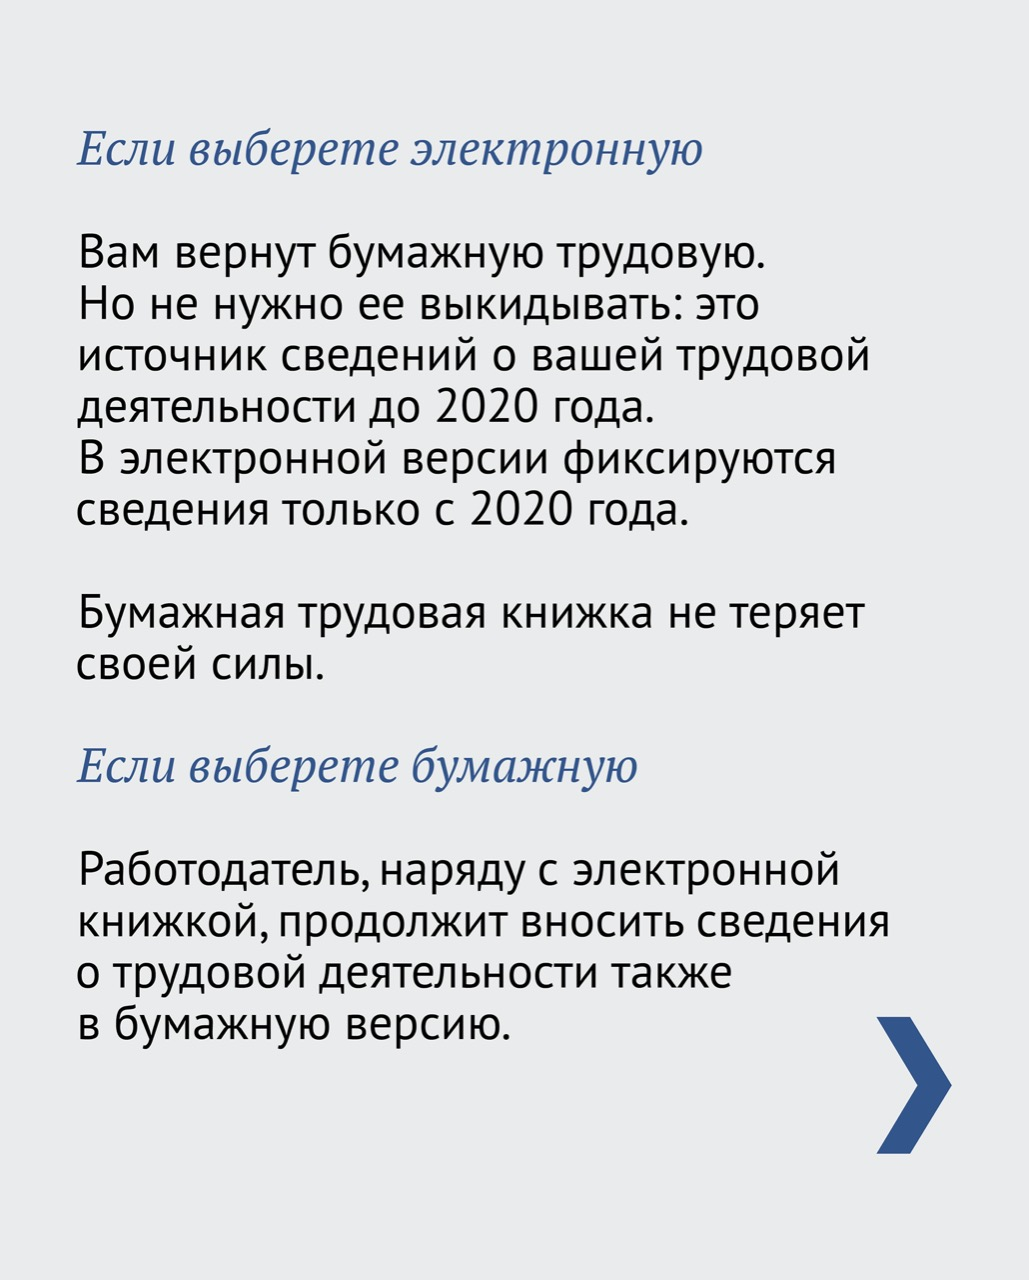 Если выберете электронную
Вам вернут бумажную трудовую.
Но не нужно ее выкидывать: это
источник сведений о вашей трудовой
деятельности до 2020 года.
В электронной версии фиксируются
сведения только с 2020 года.
Бумажная трудовая книжка не теряет
своей силы.
Если выберете бумажную
Работодатель, наряду с электронной
книжкой, продолжит вносить сведения
о трудовой деятельности также
в бумажную версию.